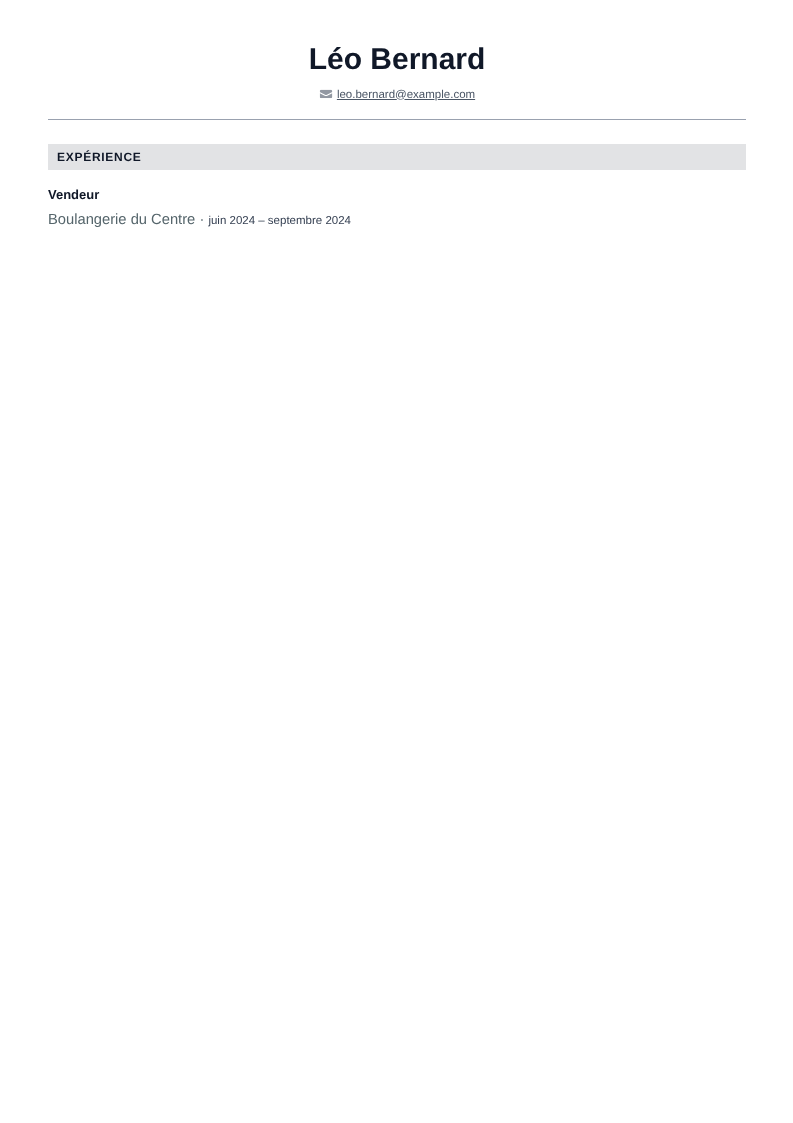 Léo Bernard
leo.bernard@example.com
EXPÉRIENCE
Vendeur
Boulangerie du Centre · juin 2024 – septembre 2024